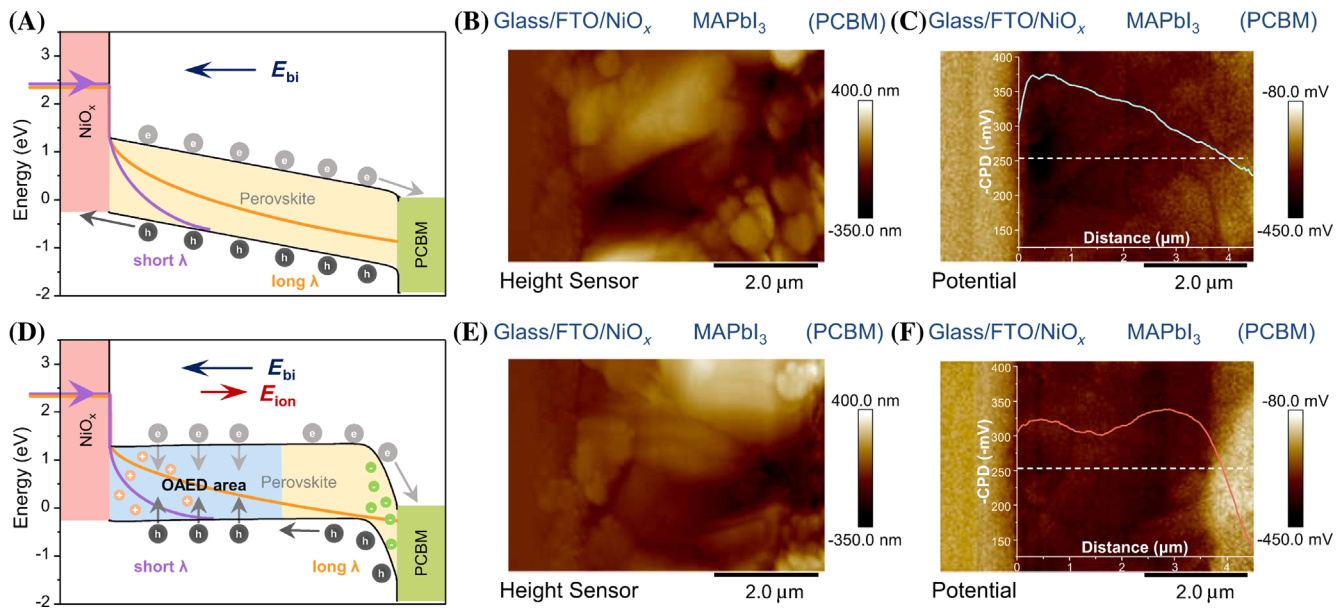 (A)
3
2
1
0
-1
-2
Energy (eV)
NiOx
Ebi
e e e e e e
Perovskite
h h h h h h
short λ
long λ
PCBM
(B)
Glass/FTO/NiOx MAPbI3 (PCBM)
400.0 nm
-350.0 nm
Height Sensor
2.0 μm
(C)
Glass/FTO/NiOx MAPbI3 (PCBM)
400
350
300
250
200
150
-CPD (-mV)
Distance (μm)
0 1 2 3 4
-80.0 mV
-450.0 mV
Potential
2.0 μm
(D)
3
2
1
0
-1
-2
Energy (eV)
NiOx
Ebi
Eion
e e e e e e
OAED area
Perovskite
h h h h h h
short λ
long λ
PCBM
(E)
Glass/FTO/NiOx MAPbI3 (PCBM)
400.0 nm
-350.0 nm
Height Sensor
2.0 μm
(F)
Glass/FTO/NiOx MAPbI3 (PCBM)
400
350
300
250
200
150
-CPD (-mV)
Distance (μm)
0 1 2 3 4
-80.0 mV
-450.0 mV
Potential
2.0 μm